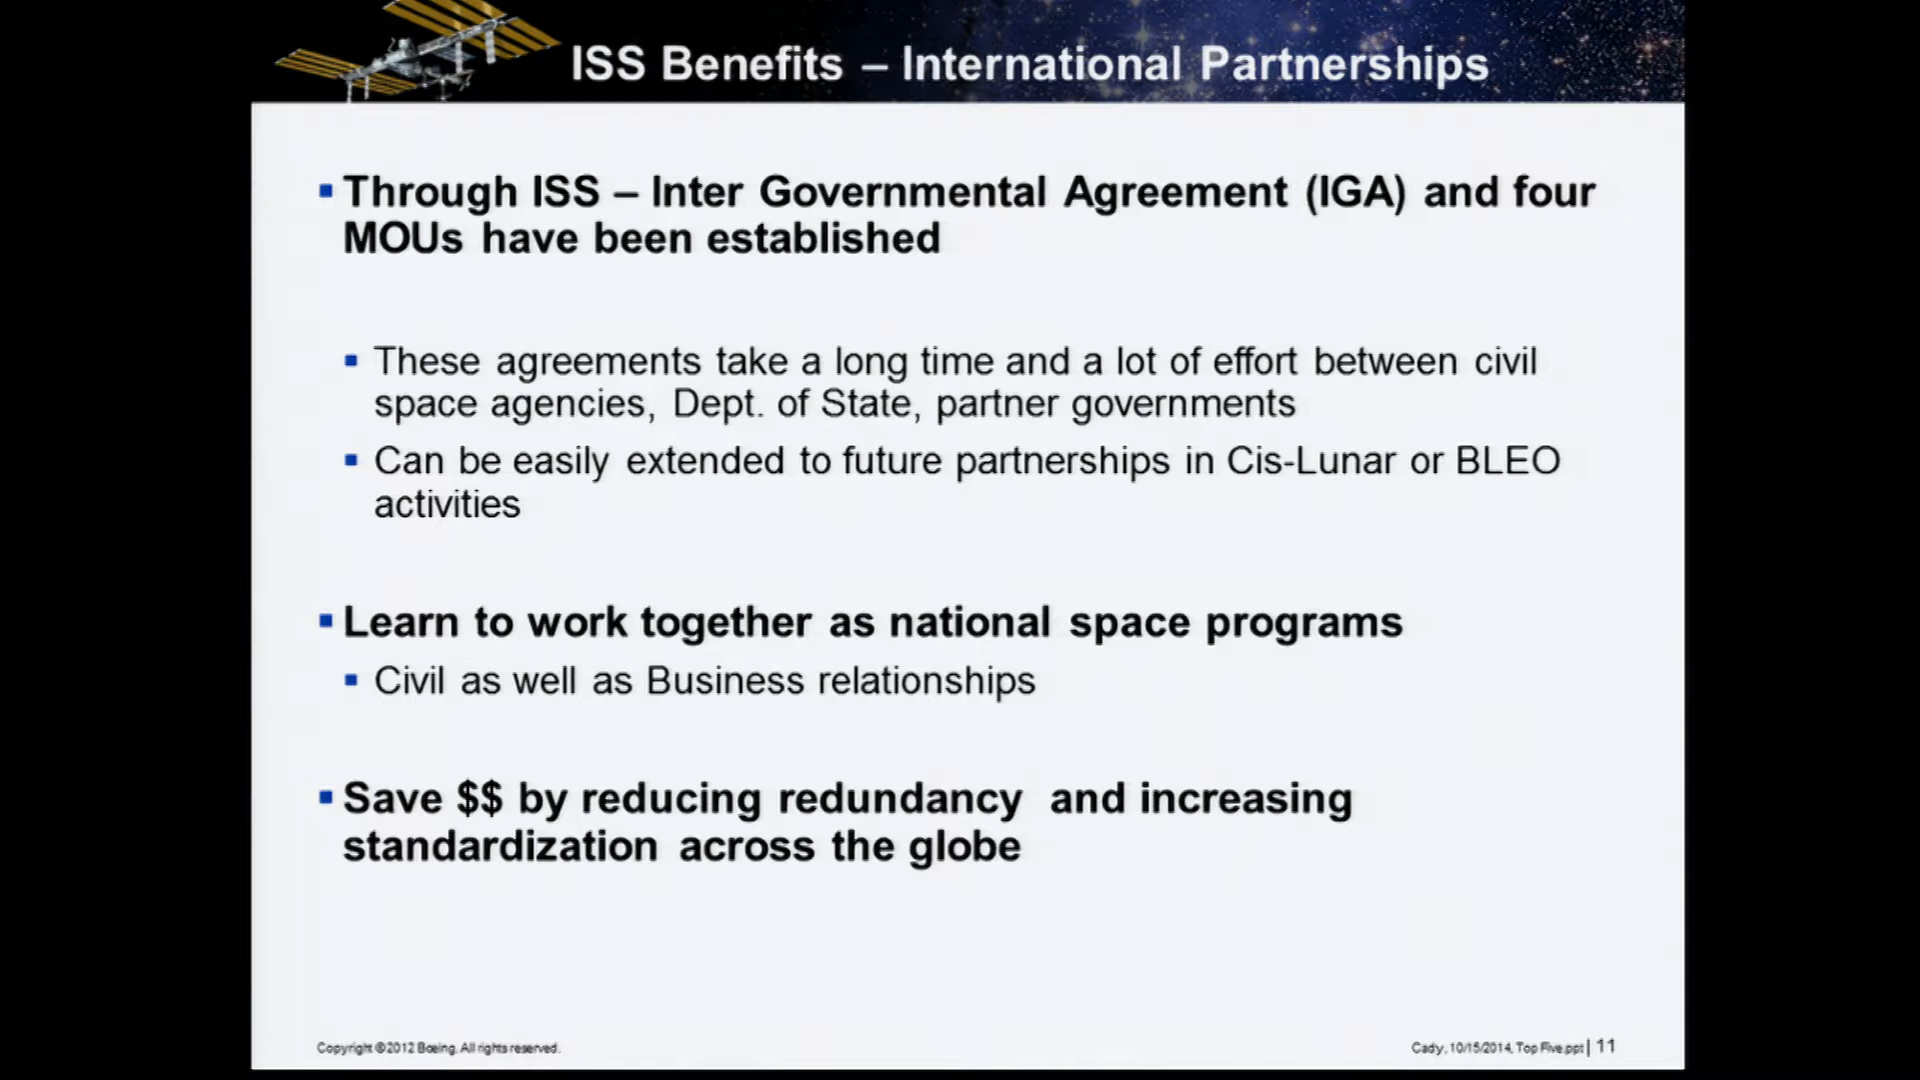 ISS Benefits – International Partnerships
Through ISS – Inter Governmental Agreement (IGA) and four
MOUs have been established
These agreements take a long time and a lot of effort between civil
space agencies, Dept. of State, partner governments
Can be easily extended to future partnerships in Cis-Lunar or BLEO
activities
Learn to work together as national space programs
Civil as well as Business relationships
Save $$ by reducing redundancy and increasing
standardization across the globe
Copyright © 2012 Boeing. All rights reserved.
Cady, 10/15/2014, Top Five.ppt | 11